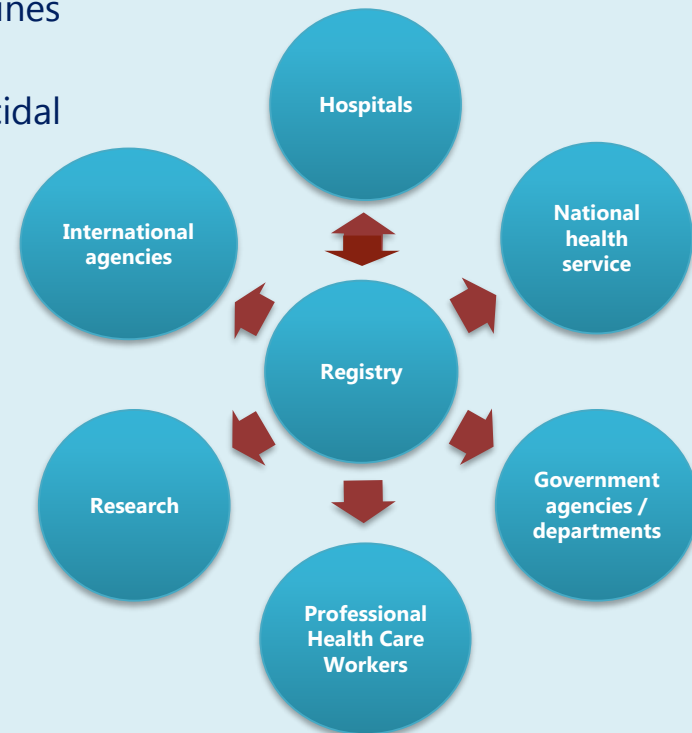 Hospitals
International
agencies
National
health
service
Registry
Research
Government
agencies /
departments
Professional
Health Care
Workers